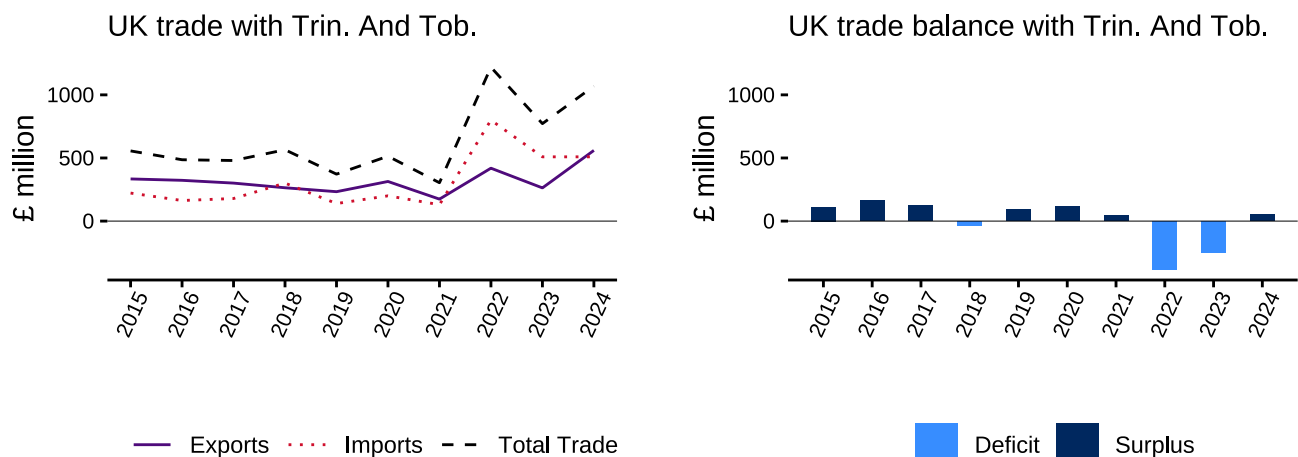 UK trade with Trin. And Tob.
£ million
1000
500
0
2015 2016 2017 2018 2019 2020 2021 2022 2023 2024
Exports Imports Total Trade
UK trade balance with Trin. And Tob.
£ million
1000
500
0
2015 2016 2017 2018 2019 2020 2021 2022 2023 2024
Deficit Surplus